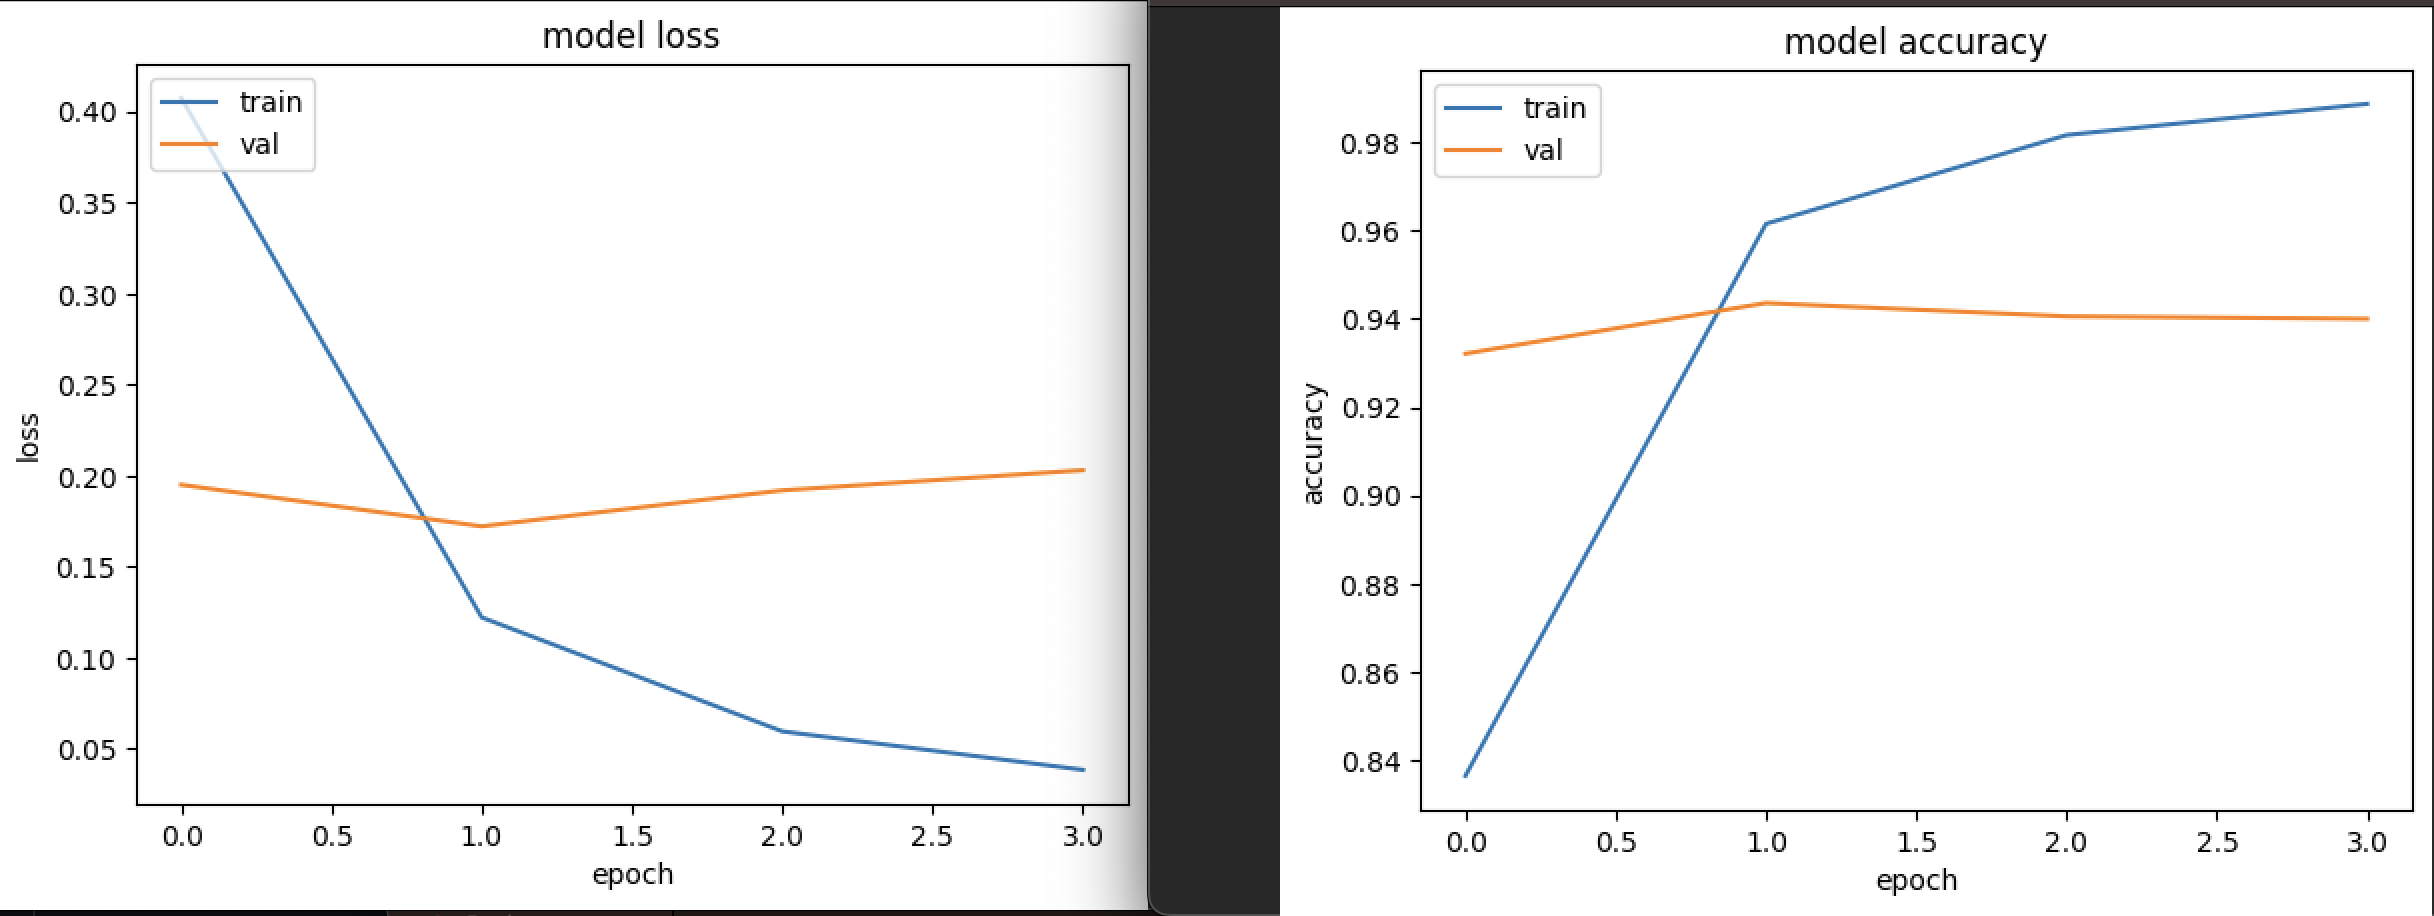 model loss
train
val
0.40
0.35
0.30
0.25
0.20
0.15
0.10
0.05
loss
0.0 0.5 1.0 1.5 2.0 2.5 3.0
epoch
model accuracy
train
val
0.98
0.96
0.94
0.92
0.90
0.88
0.86
0.84
accuracy
0.0 0.5 1.0 1.5 2.0 2.5 3.0
epoch